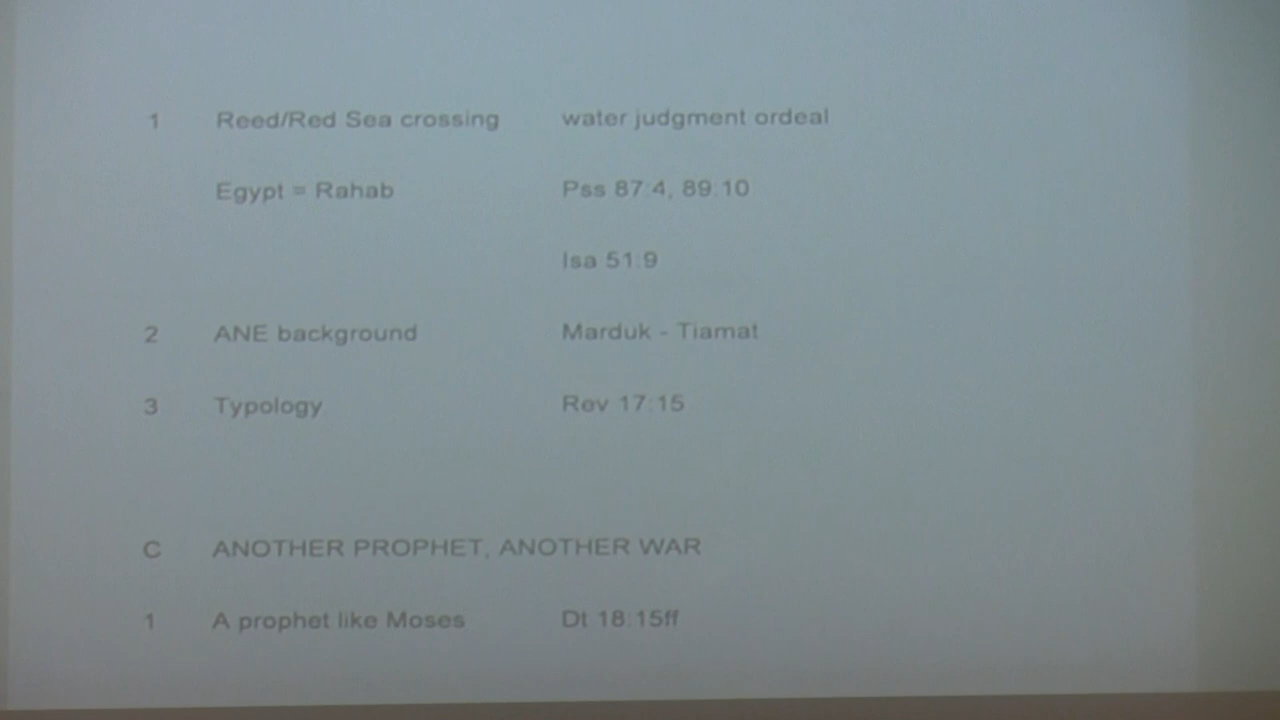 1 Reed/Red Sea crossing water judgment ordeal
Egypt = Rahab Pss 87:4, 89:10
Isa 51:9
2 ANE background Marduk - Tiamat
3 Typology Rev 17:15
C ANOTHER PROPHET, ANOTHER WAR
1 A prophet like Moses Dt 18:15ff